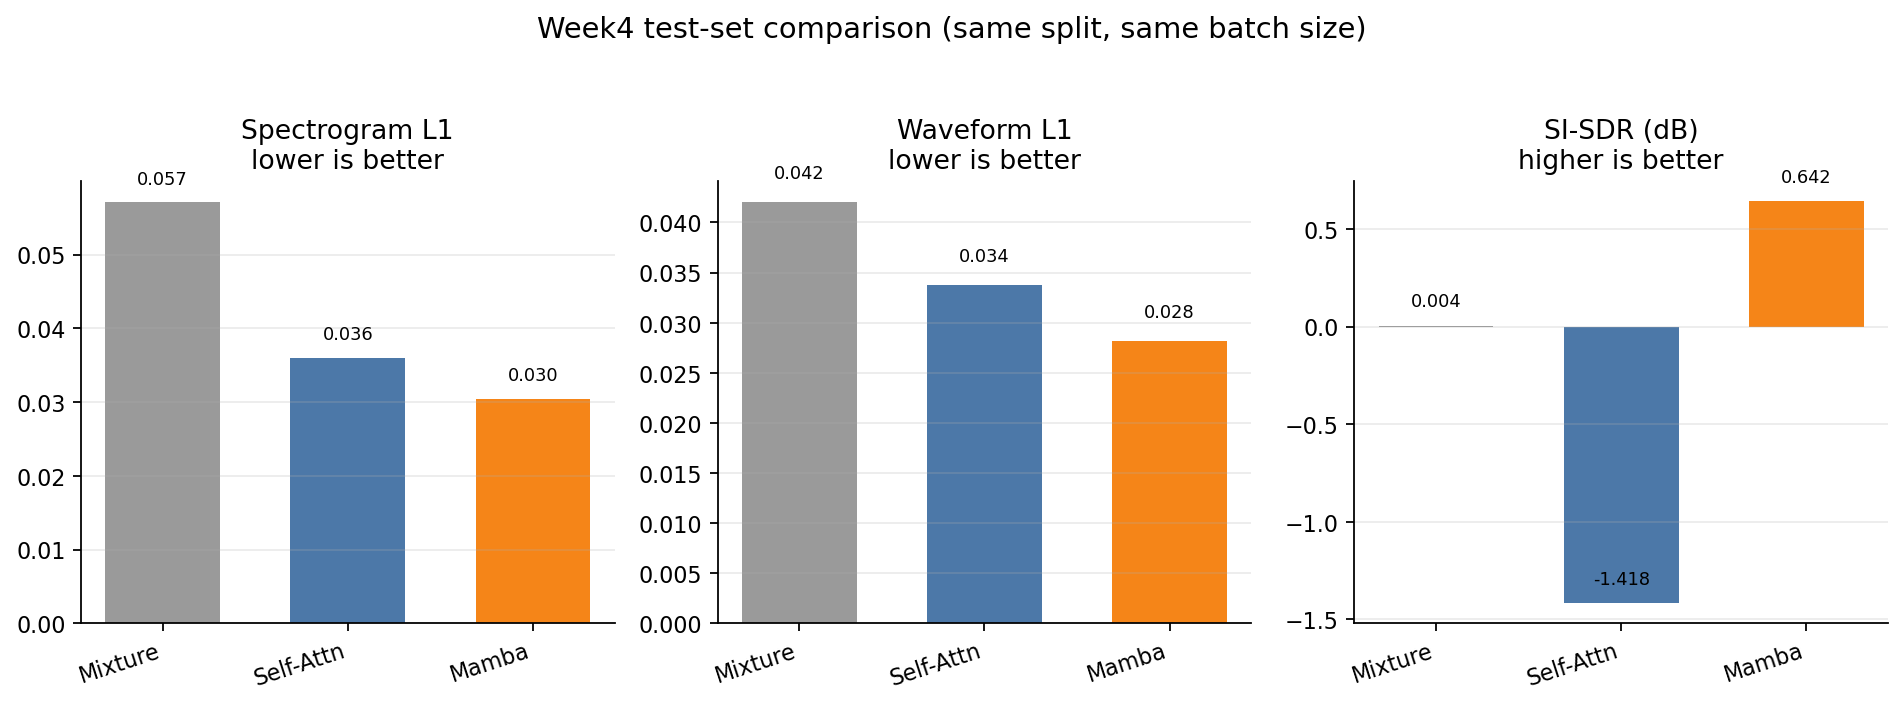 Week4 test-set comparison (same split, same batch size)
Spectrogram L1
lower is better
0.057
0.036
0.030
0.05
0.04
0.03
0.02
0.01
0.00
Mixture
Self-Attn
Mamba
Waveform L1
lower is better
0.042
0.034
0.028
0.040
0.035
0.030
0.025
0.020
0.015
0.010
0.005
0.000
Mixture
Self-Attn
Mamba
SI-SDR (dB)
higher is better
0.642
0.004
-1.418
0.5
0.0
−0.5
−1.0
−1.5
Mixture
Self-Attn
Mamba